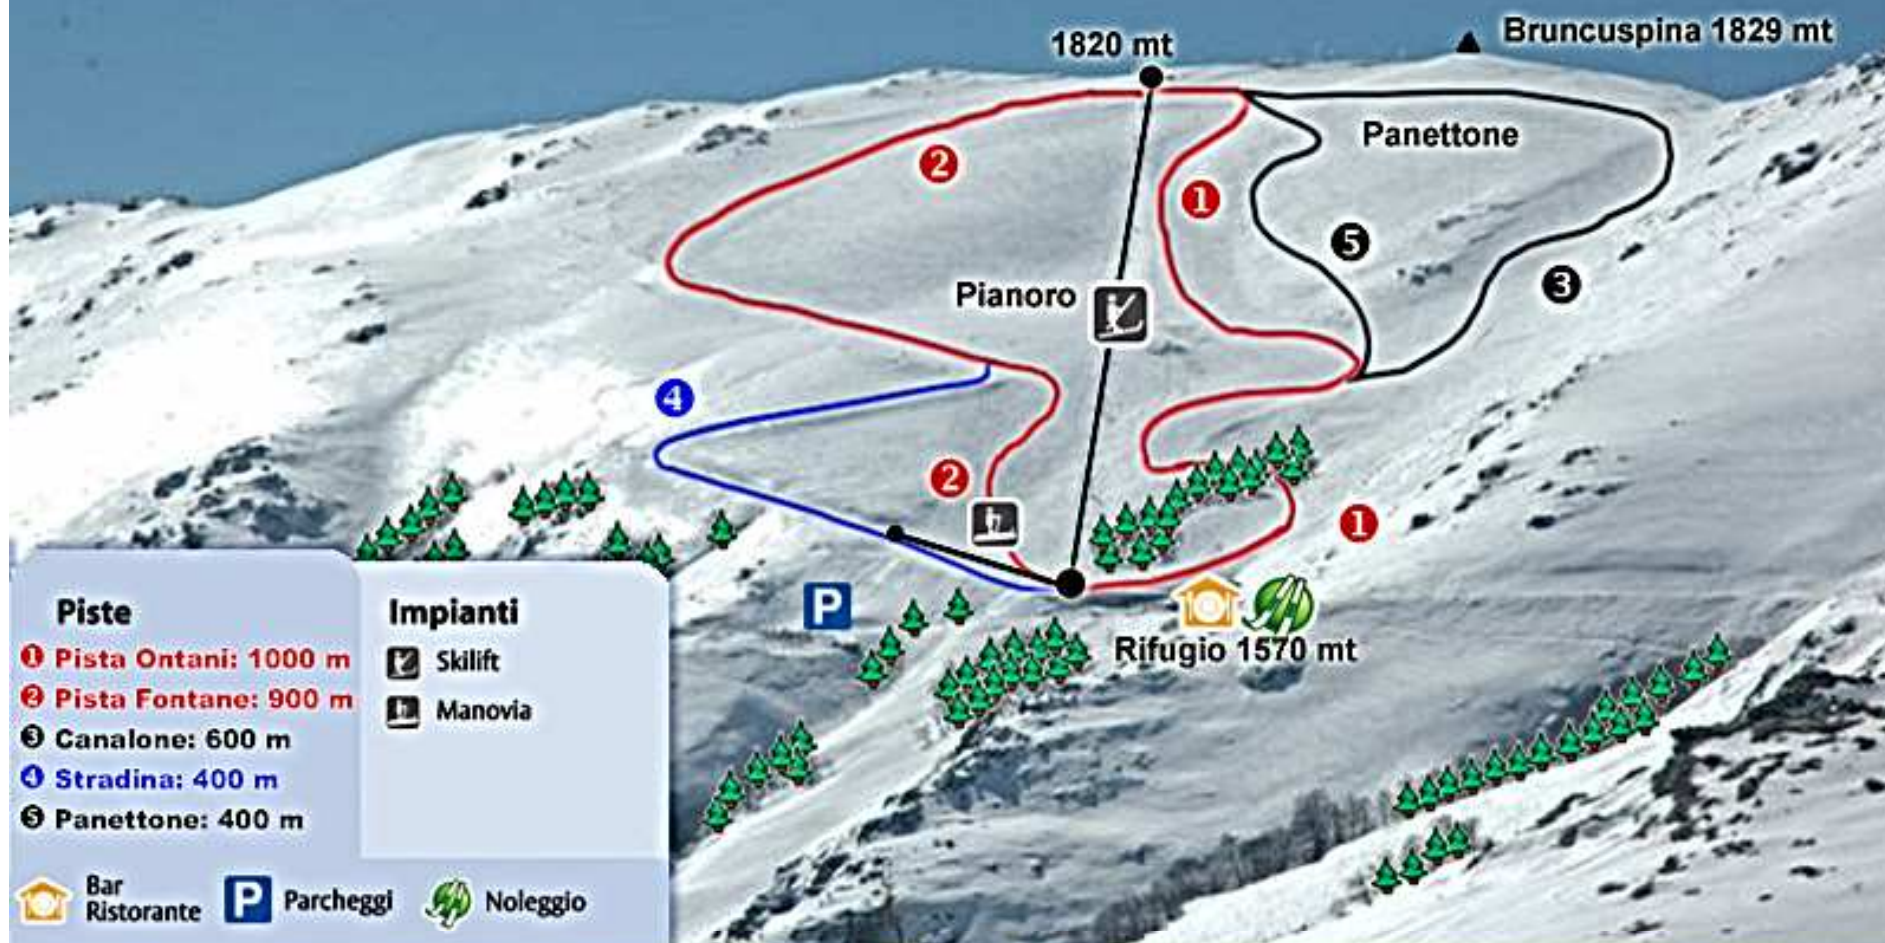 Bruncuspina 1829 mt
1820 mt
Panettone
2
1
5
3
Pianoro
4
2
1
P
Rifugio 1570 mt
Piste
1 Pista Ontani: 1000 m
2 Pista Fontane: 900 m
3 Canalone: 600 m
4 Stradina: 400 m
5 Panettone: 400 m
Impianti
Skilift
Manovia
Bar
Ristorante
P Parcheggi
Noleggio